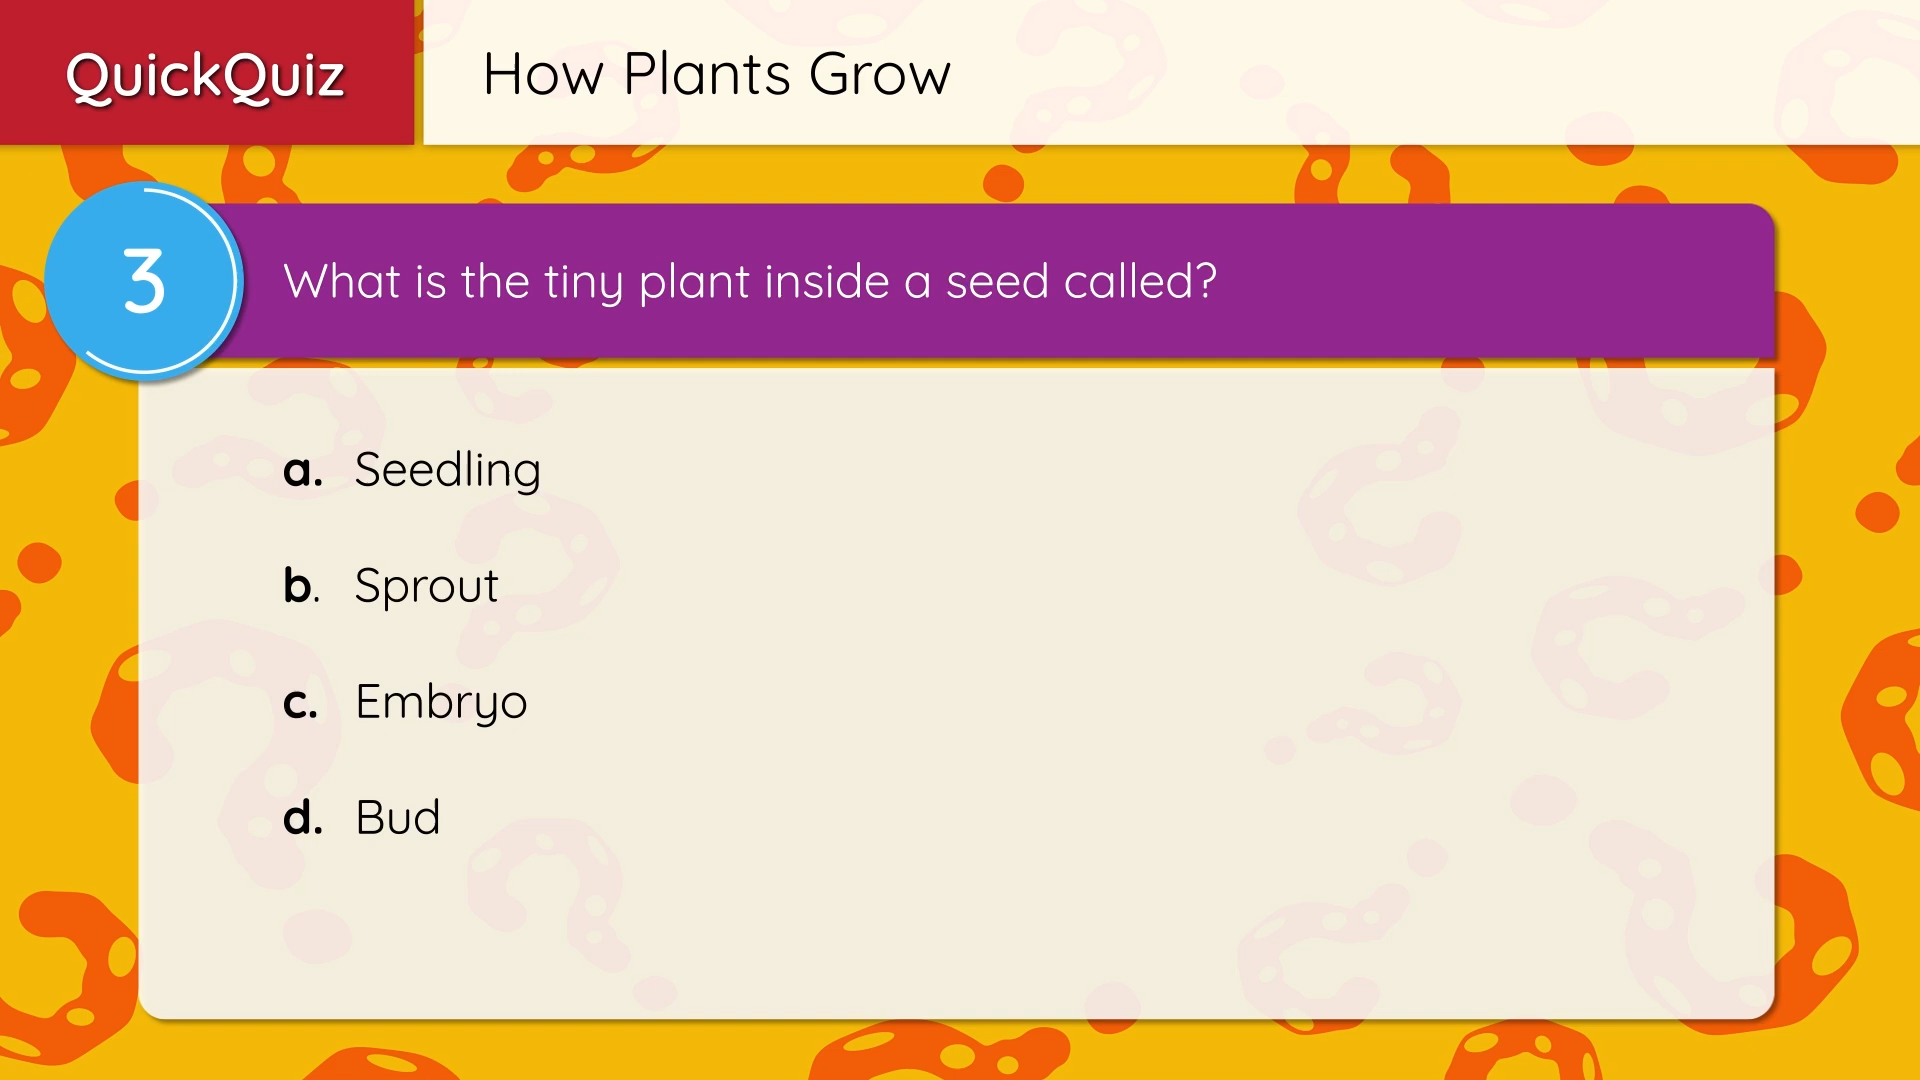 QuickQuiz
How Plants Grow
3
What is the tiny plant inside a seed called?
a. Seedling
b. Sprout
c. Embryo
d. Bud